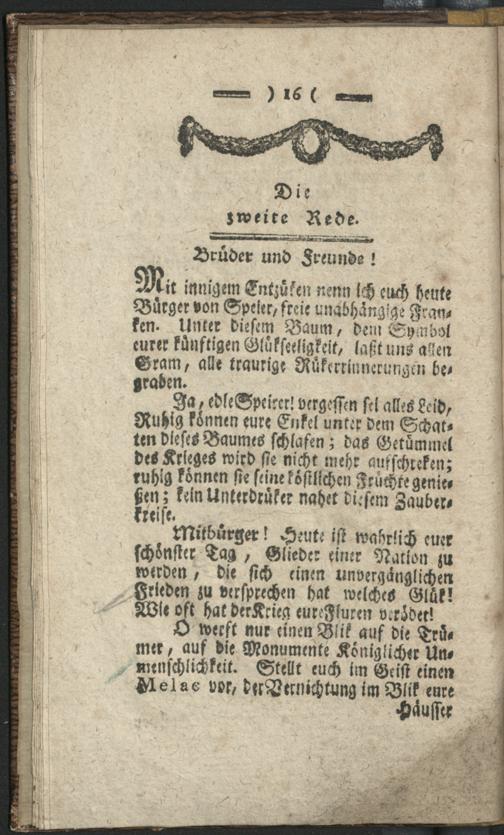 ) 16 (
Die
zweite Rede.
Brüder und Freunde!
Mit innigem Entzüken nenn ich euch heute
Bürger von Speier, freie unabhängige Fran-
ken. Unter diesem Baum, dem Symbol
eurer künftigen Glükseeligkeit, laßt uns allen
Gram, alle traurige Rükerrinnerungen be-
graben.
Ja, edle Speirer! vergessen sei alles Leid,
Ruhig können eure Enkel unter dem Schat-
ten dieses Baumes schlafen; das Getümmel
des Krieges wird sie nicht mehr aufschreken;
ruhig können sie seine köstlichen Früchte genie-
ßen; kein Unterdrüker nahet diesem Zauber-
kreise.
Mitbürger! Heute ist wahrlich euer
schönster Tag, Glieder einer Nation zu
werden, die sich einen unvergänglichen
Frieden zu versprechen hat welches Glük!
Wie oft hat der Krieg eure Fluren verödet!
O werft nur einen Blik auf die Trü-
mer, auf die Monumente Königlicher Un-
menschlichkeit. Stellt euch im Geist einen
Melac vor, der Vernichtung im Blik eure
Häusser